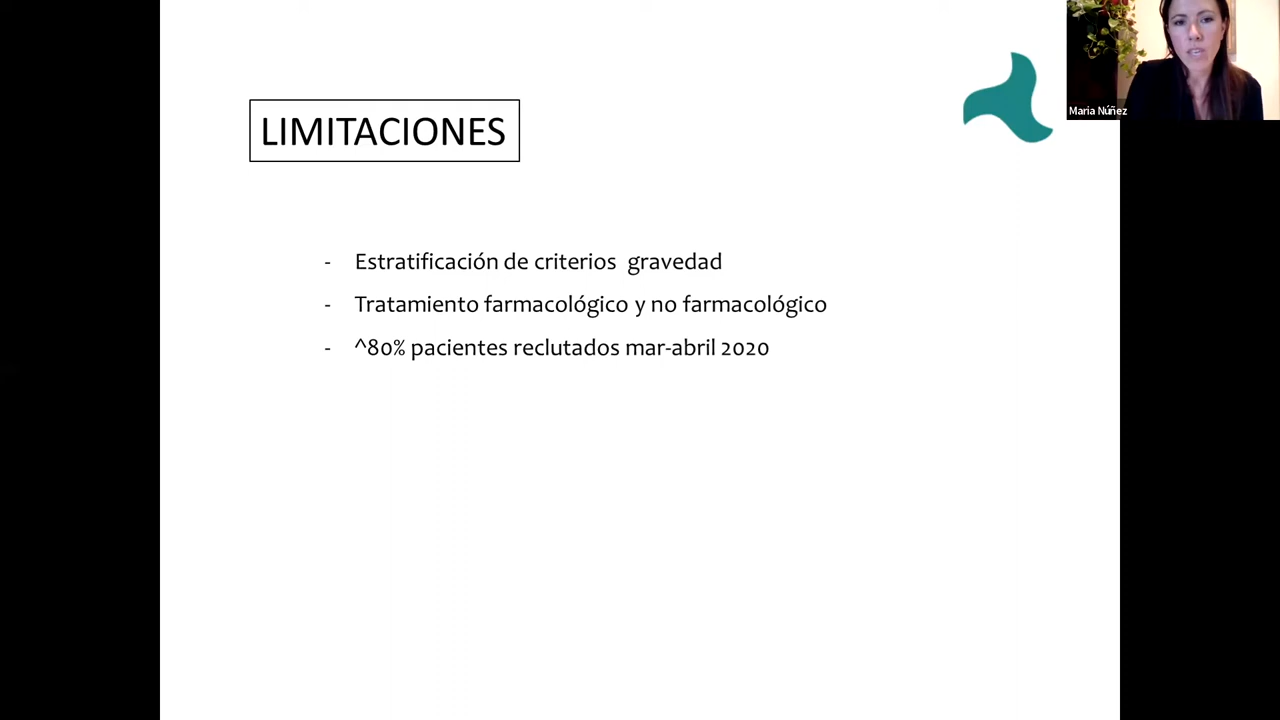 LIMITACIONES
Maria Núñez
- Estratificación de criterios  gravedad
- Tratamiento farmacológico y no farmacológico
- ^80% pacientes reclutados mar-abril 2020